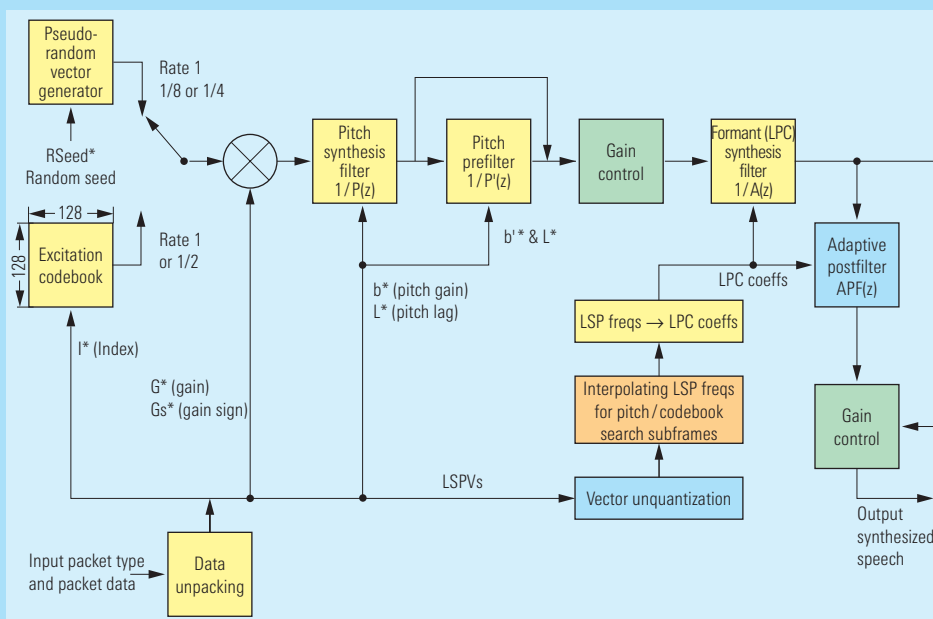 Pseudo-
random
vector
generator
Rate 1
1/8 or 1/4
RSeed*
Random seed
128
128
Excitation
codebook
Rate 1
or 1/2
I* (Index)
G* (gain)
Gs* (gain sign)
Pitch
synthesis
filter
1/P(z)
Pitch
prefilter
1/P'(z)
b'* & L*
b* (pitch gain)
L* (pitch lag)
Gain
control
Formant (LPC)
synthesis
filter
1/A(z)
LPC coeffs
Adaptive
postfilter
APF(z)
LSP freqs → LPC coeffs
Interpolating LSP freqs
for pitch/codebook
search subframes
Gain
control
LSPVs
Vector unquantization
Output
synthesized
speech
Input packet type
and packet data
Data
unpacking